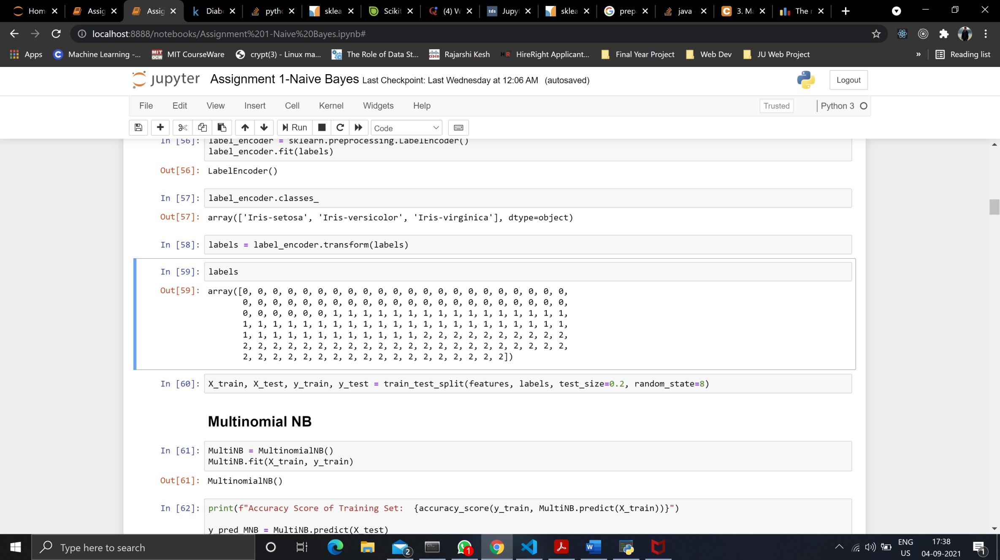 Hom
Assig
Assig
Diab
pyth
sklea
Scikit
(4) W
tds
Jupyt
sklea
prep
java
3. Ma
The r
localhost:8888/notebooks/Assignment%201-Naive%20Bayes.ipynb#
Apps
Machine Learning -...
MIT CourseWare
crypt(3) - Linux ma...
The Role of Data St...
Rajarshi Kesh
HireRight Applicant...
Final Year Project
Web Dev
JU Web Project
»
Reading list
jupyter Assignment 1-Naive Bayes Last Checkpoint: Last Wednesday at 12:06 AM (autosaved)
Logout
File Edit View Insert Cell Kernel Widgets Help
Trusted
Python 3
Run
Code
In [56]: label_encoder = sklearn.preprocessing.LabelEncoder()
label_encoder.fit(labels)
Out[56]: LabelEncoder()
In [57]: label_encoder.classes_
Out[57]: array(['Iris-setosa', 'Iris-versicolor', 'Iris-virginica'], dtype=object)
In [58]: labels = label_encoder.transform(labels)
In [59]: labels
Out[59]: array([0, 0, 0, 0, 0, 0, 0, 0, 0, 0, 0, 0, 0, 0, 0, 0, 0, 0, 0, 0, 0, 0,
0, 0, 0, 0, 0, 0, 0, 0, 0, 0, 0, 0, 0, 0, 0, 0, 0, 0, 0, 0, 0, 0,
0, 0, 0, 0, 0, 0, 1, 1, 1, 1, 1, 1, 1, 1, 1, 1, 1, 1, 1, 1, 1, 1,
1, 1, 1, 1, 1, 1, 1, 1, 1, 1, 1, 1, 1, 1, 1, 1, 1, 1, 1, 1, 1, 1,
1, 1, 1, 1, 1, 1, 1, 1, 1, 1, 1, 1, 2, 2, 2, 2, 2, 2, 2, 2, 2, 2,
2, 2, 2, 2, 2, 2, 2, 2, 2, 2, 2, 2, 2, 2, 2, 2, 2, 2, 2, 2, 2, 2,
2, 2, 2, 2, 2, 2, 2, 2, 2, 2, 2, 2, 2, 2, 2, 2, 2, 2])
In [60]: X_train, X_test, y_train, y_test = train_test_split(features, labels, test_size=0.2, random_state=8)
Multinomial NB
In [61]: MultiNB = MultinomialNB()
MultiNB.fit(X_train, y_train)
Out[61]: MultinomialNB()
In [62]: print(f"Accuracy Score of Training Set:  {accuracy_score(y_train, MultiNB.predict(X_train))}")
y_pred_MNB = MultiNB.predict(X_test)
Type here to search
2
1
ENG
US
17:38
04-09-2021
1